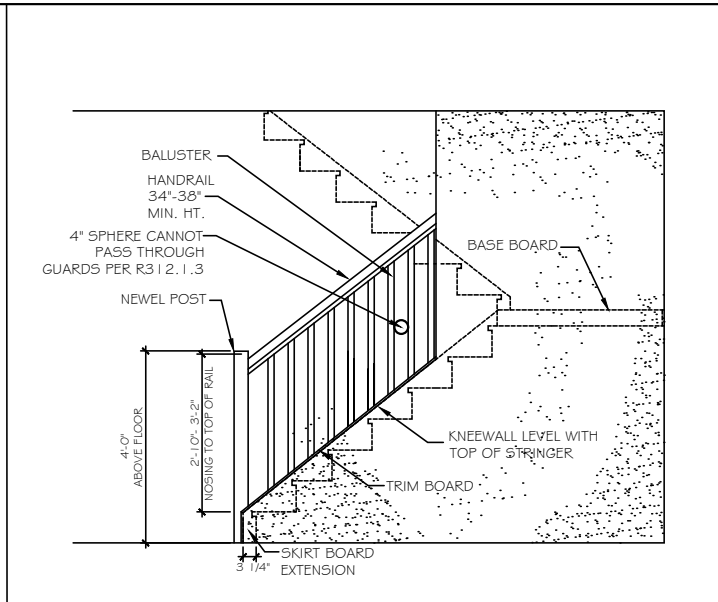 BALUSTER
HANDRAIL
34"-38"
MIN. HT.
4" SPHERE CANNOT
PASS THROUGH
GUARDS PER R312.1.3
NEWEL POST
BASE BOARD
4'-0"
ABOVE FLOOR
2'-10"- 3'-2"
NOSING TO TOP OF RAIL
KNEEWALL LEVEL WITH
TOP OF STRINGER
TRIM BOARD
SKIRT BOARD
EXTENSION
3 1/4"